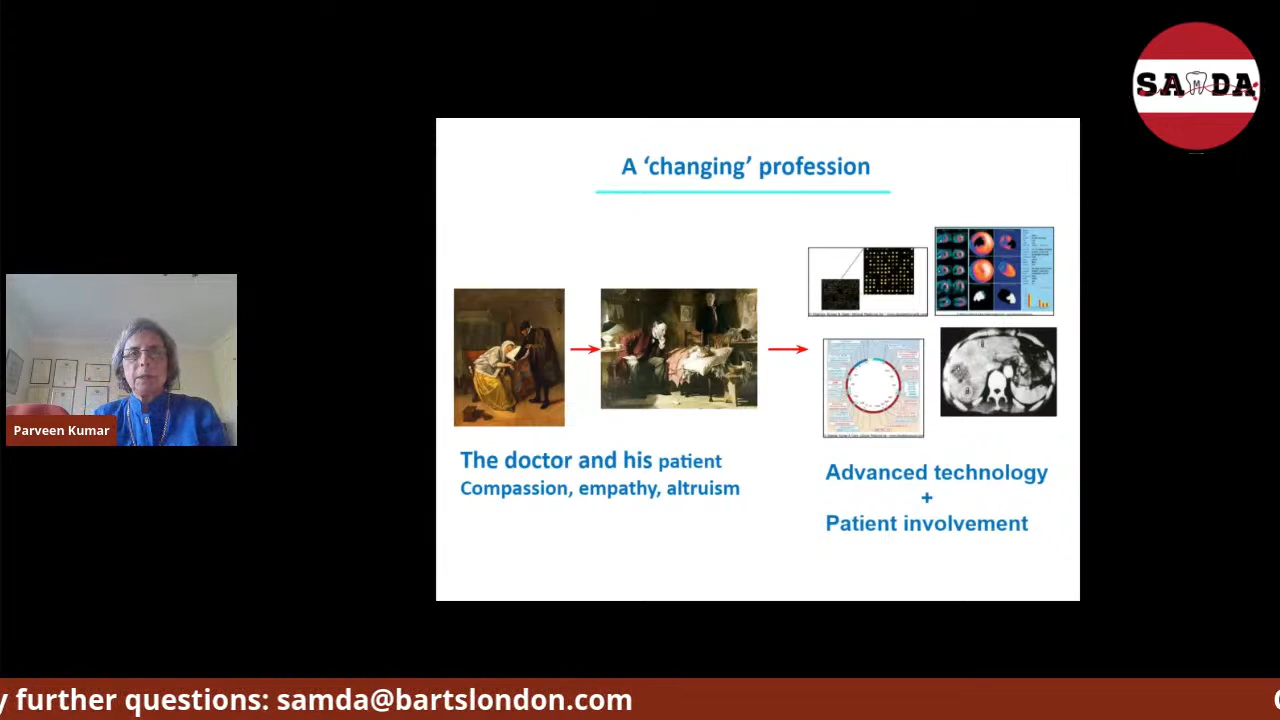 SAMDA
A ‘changing’ profession
Parveen Kumar
The doctor and his patient
Compassion, empathy, altruism
Advanced technology
+
Patient involvement
y further questions: samda@bartslondon.com